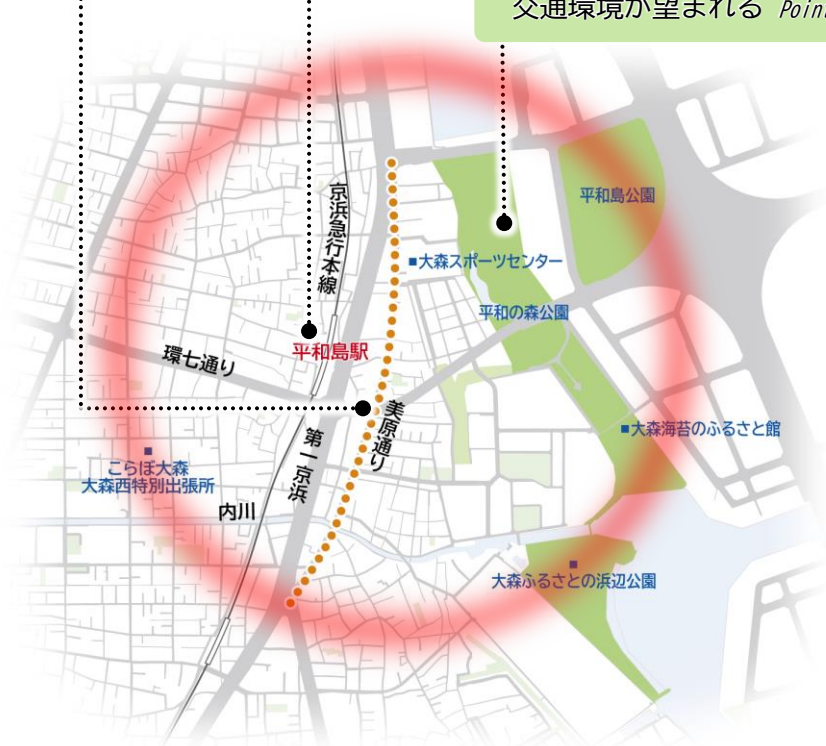 交通環境が望まれる Poin
平和島公園
京浜急行本線
■大森スポーツセンター
平和の森公園
平和島駅
環七通り
美原通り
■大森海苔のふるさと館
第一京浜
こらぼ大森
大森西特別出張所
内川
大森ふるさとの浜辺公園